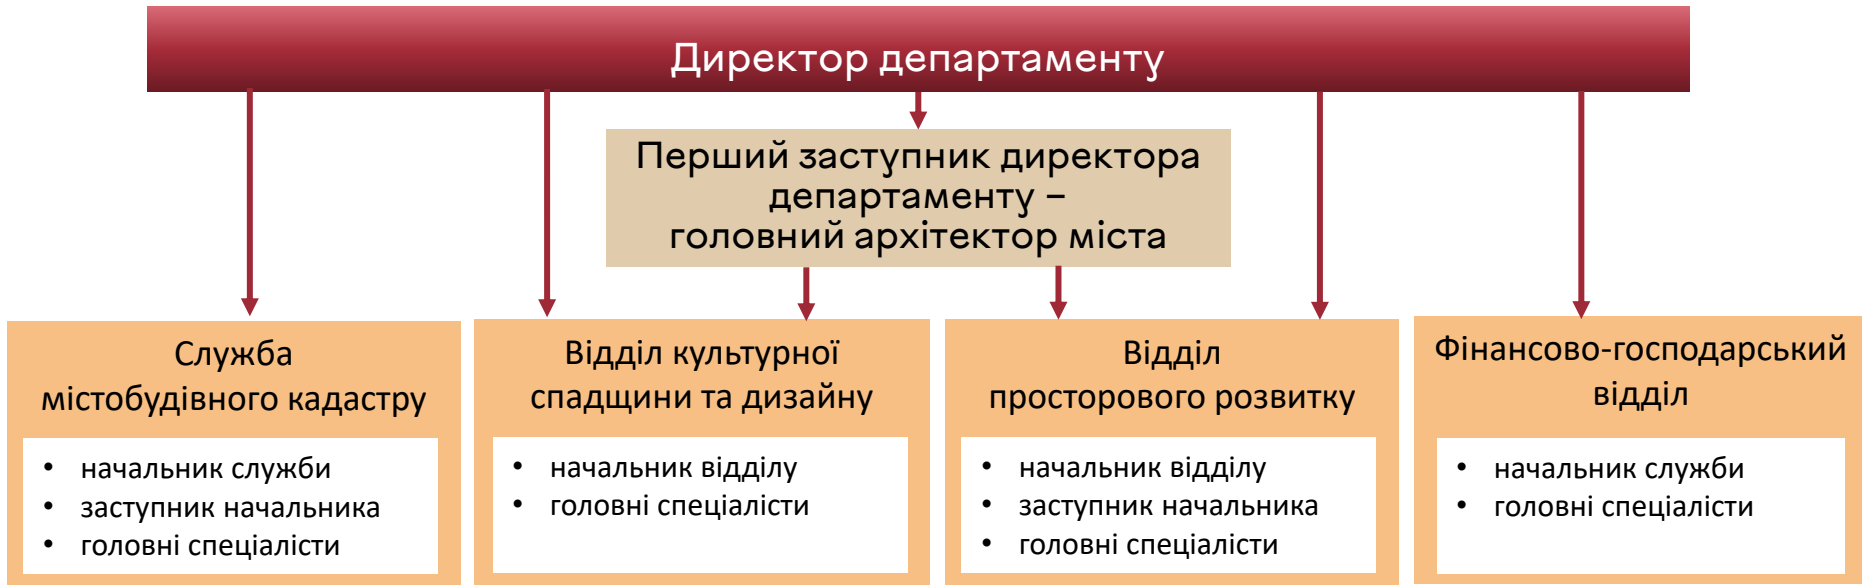 Директор департаменту
Перший заступник директора
департаменту –
головний архітектор міста
Служба
містобудівного кадастру
• начальник служби
• заступник начальника
• головні спеціалісти
Відділ культурної
спадщини та дизайну
• начальник відділу
• головні спеціалісти
Відділ
просторового розвитку
• начальник відділу
• заступник начальника
• головні спеціалісти
Фінансово-господарський
відділ
• начальник служби
• головні спеціалісти